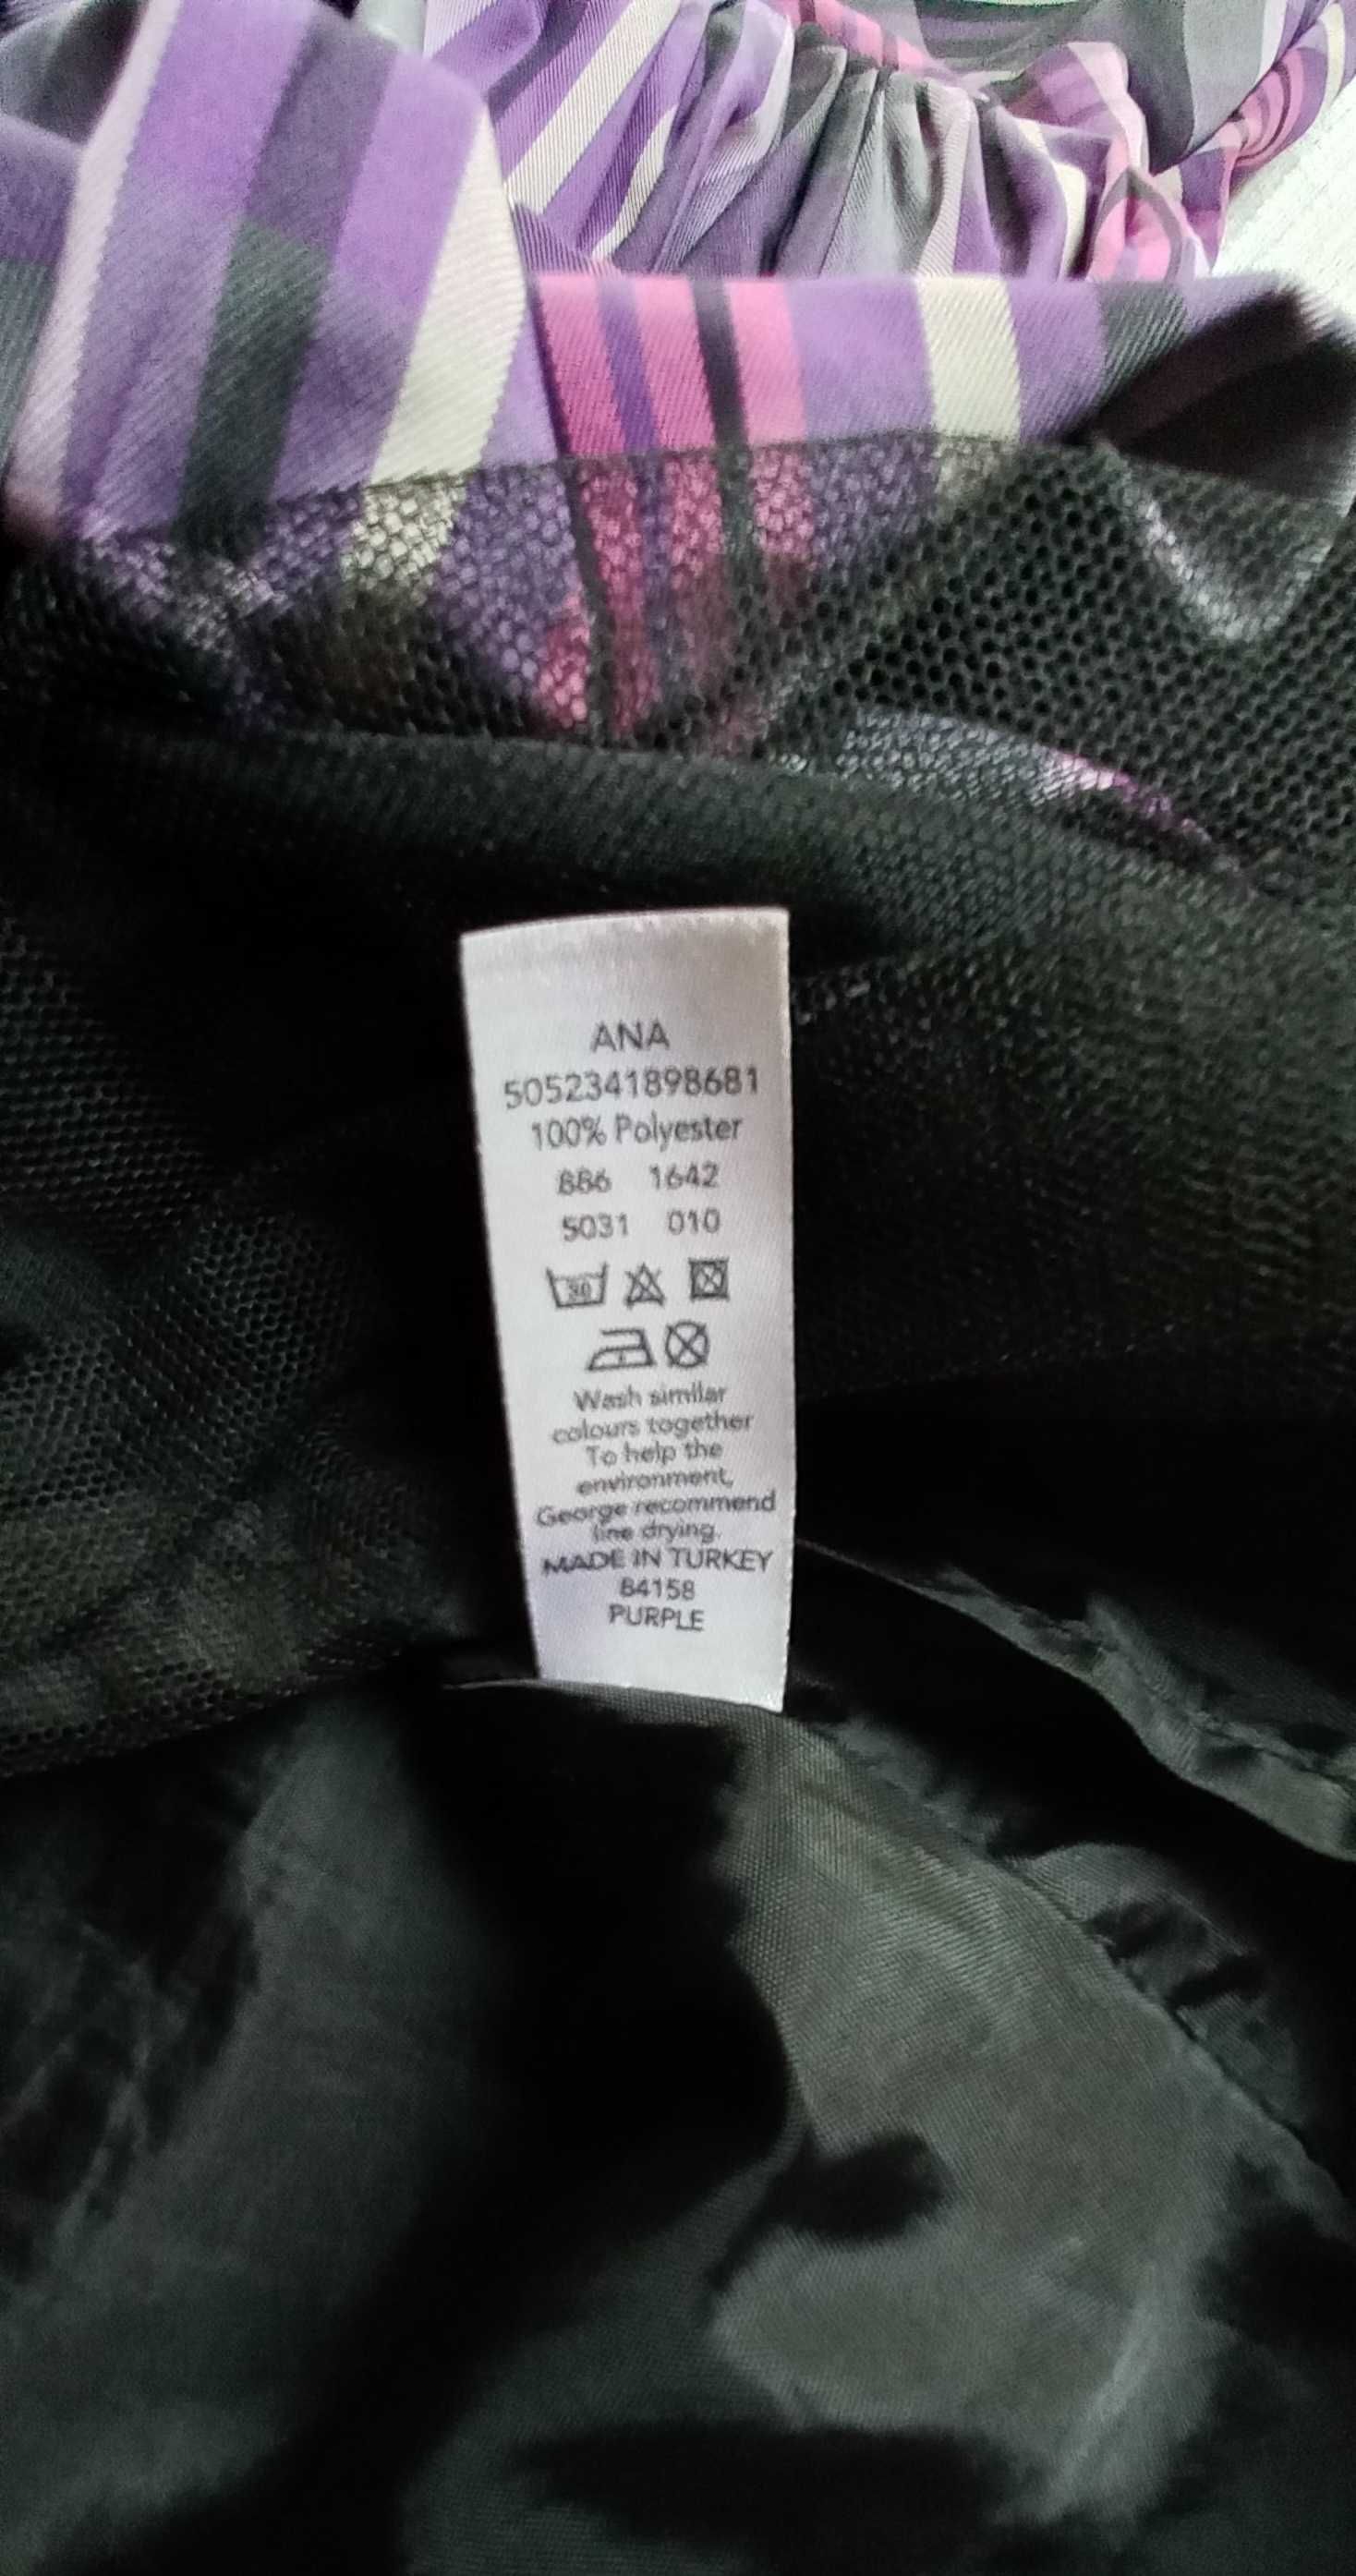 ANA
5052341898681
100% Polyester
886 1642
5031 010
30
Wash similar
colours together
To help the
environment,
George recommend
line drying.
MADE IN TURKEY
84158
PURPLE